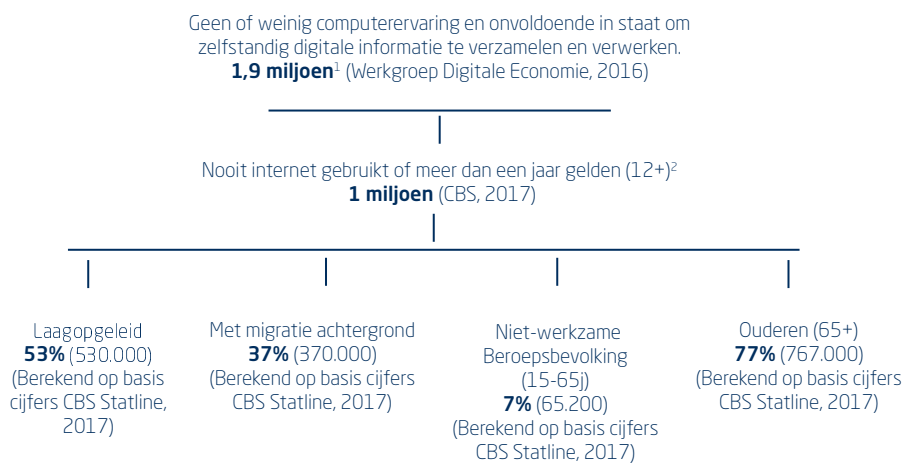 Geen of weinig computerervaring en onvoldoende in staat om
zelfstandig digitale informatie te verzamelen en verwerken.
1,9 miljoen¹ (Werkgroep Digitale Economie, 2016)
Nooit internet gebruikt of meer dan een jaar gelden (12+)²
1 miljoen (CBS, 2017)
Laagopgeleid
53% (530.000)
(Berekend op basis
cijfers CBS Statline,
2017)
Met migratie achtergrond
37% (370.000)
(Berekend op basis cijfers
CBS Statline, 2017)
Niet-werkzame
Beroepsbevolking
(15-65j)
7% (65.200)
(Berekend op basis cijfers
CBS Statline, 2017)
Ouderen (65+)
77% (767.000)
(Berekend op basis cijfers
CBS Statline, 2017)